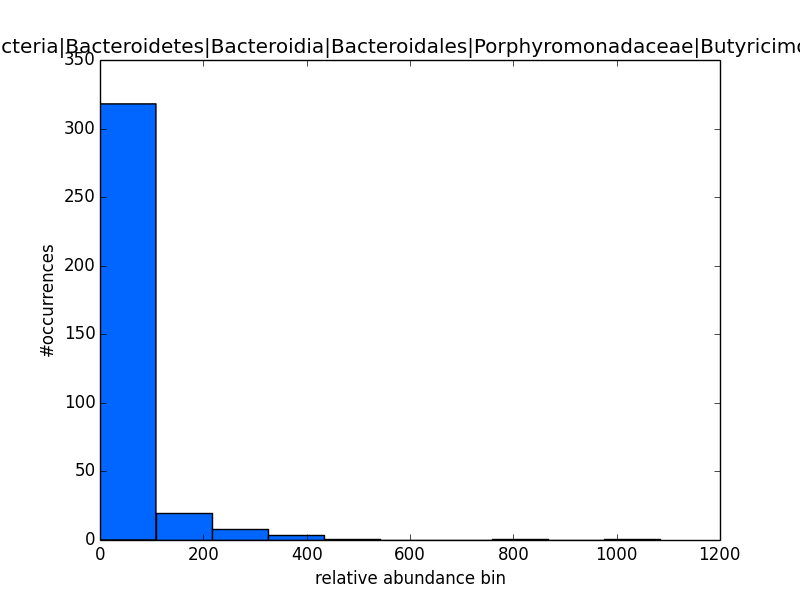 cteria|Bacteroidetes|Bacteroidia|Bacteroidales|Porphyromonadaceae|Butyricimo
350
300
250
200
150
100
50
0
#occurrences
0 200 400 600 800 1000 1200
relative abundance bin